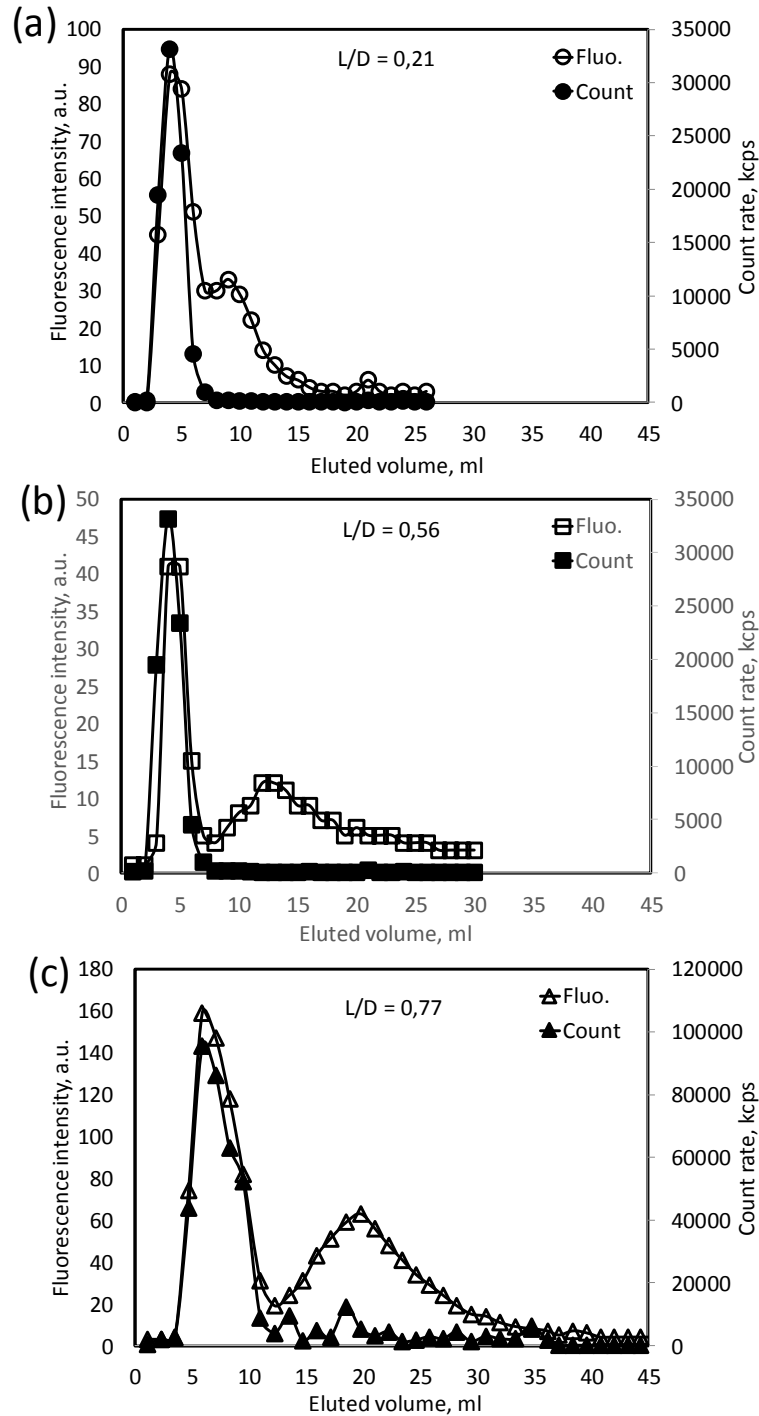 (a)
L/D = 0,21
Fluo.
Count
Fluorescence intensity, a.u.
100
90
80
70
60
50
40
30
20
10
0
Count rate, kcps
35000
30000
25000
20000
15000
10000
5000
0
0 5 10 15 20 25 30 35 40 45
Eluted volume, ml
(b)
L/D = 0,56
Fluo.
Count
Fluorescence intensity, a.u.
50
45
40
35
30
25
20
15
10
5
0
Count rate, kcps
35000
30000
25000
20000
15000
10000
5000
0
0 5 10 15 20 25 30 35 40 45
Eluted volume, ml
(c)
L/D = 0,77
Fluo.
Count
Fluorescence intensity, a.u.
180
160
140
120
100
80
60
40
20
0
Count rate, kcps
120000
100000
80000
60000
40000
20000
0
0 5 10 15 20 25 30 35 40 45
Eluted volume, ml